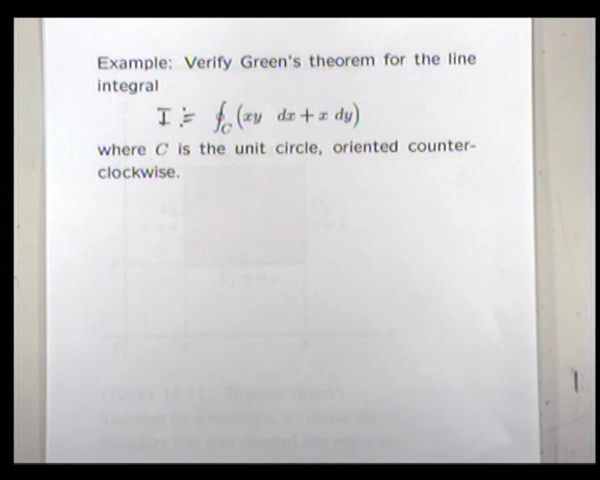 Example: Verify Green's theorem for the line
integral
I := ∮_C (xy dx + x dy)
where C is the unit circle, oriented counter-
clockwise.